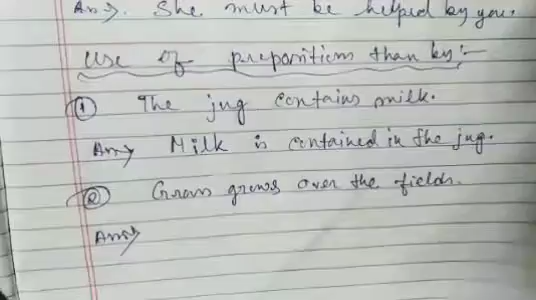 Ans. She must be helped by you.
Use of prepositions than by:-
① The jug contains milk.
Ans Milk is contained in the jug.
② Grass grows over the fields.
Ans